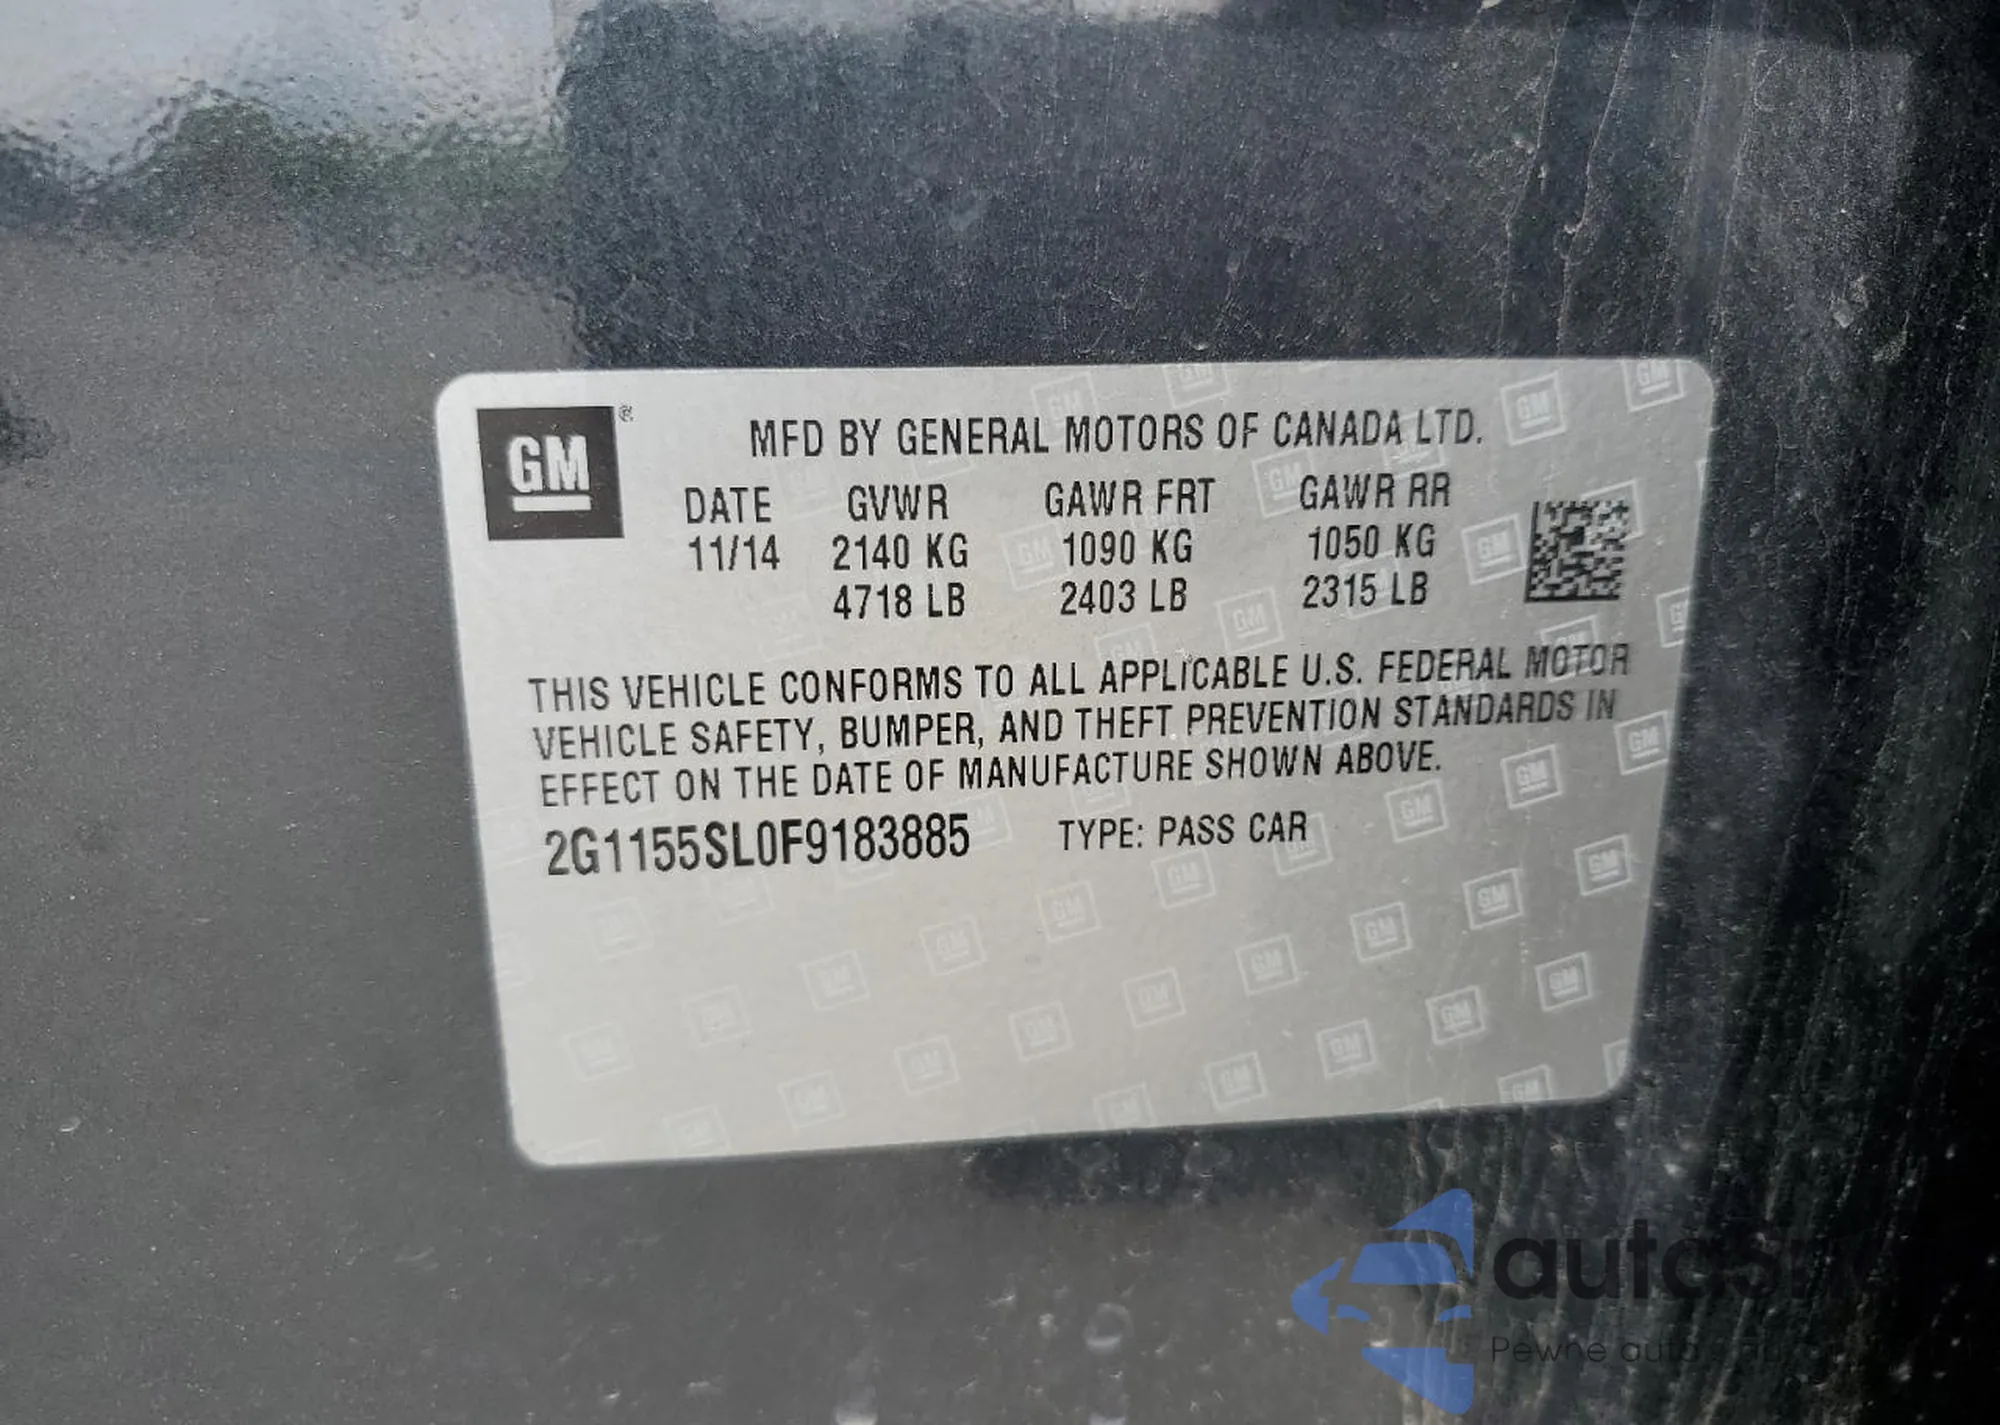 GM ®
MFD BY GENERAL MOTORS OF CANADA LTD.
DATE GVWR GAWR FRT GAWR RR
11/14 2140 KG 1090 KG 1050 KG
4718 LB 2403 LB 2315 LB
THIS VEHICLE CONFORMS TO ALL APPLICABLE U.S. FEDERAL MOTOR
VEHICLE SAFETY, BUMPER, AND THEFT PREVENTION STANDARDS IN
EFFECT ON THE DATE OF MANUFACTURE SHOWN ABOVE.
2G1155SL0F9183885 TYPE: PASS CAR
Pewne auto